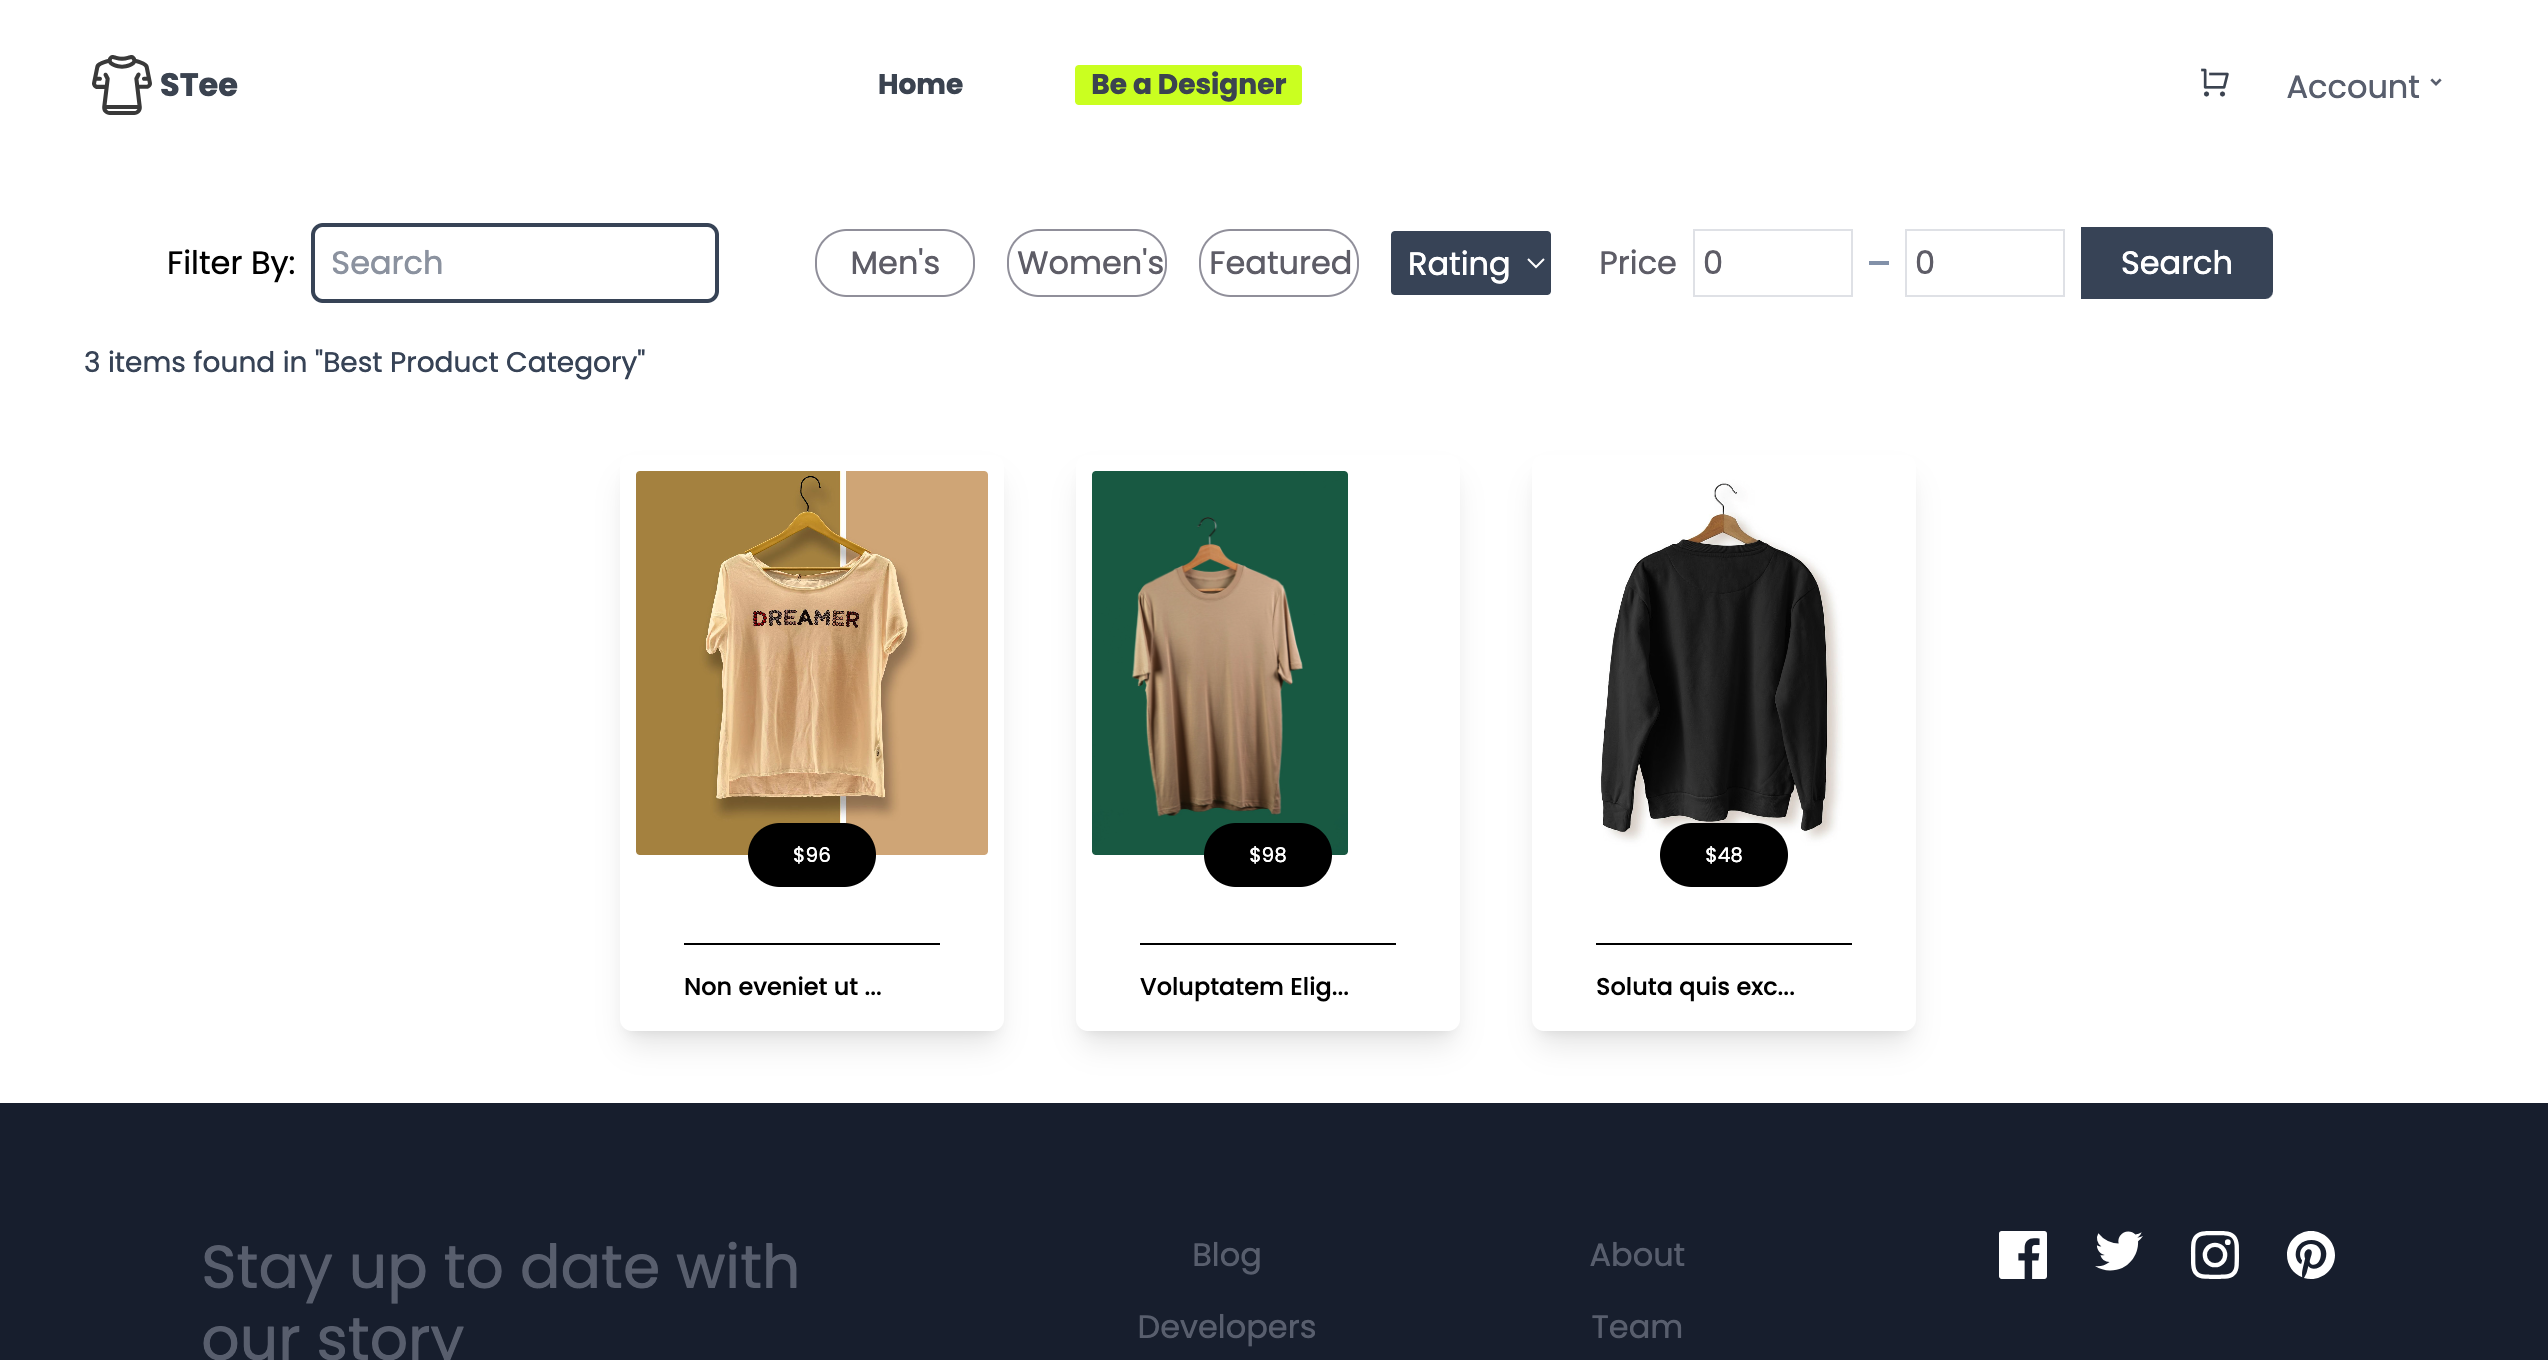 STee
Home
Be a Designer
Account
Filter By:
Search
Men's
Women's
Featured
Rating
Price
0
0
Search
3 items found in "Best Product Category"
DREAMER
$96
$98
$48
Non eveniet ut ...
Voluptatem Elig...
Soluta quis exc...
Stay up to date with
our story
Blog
About
Developers
Team